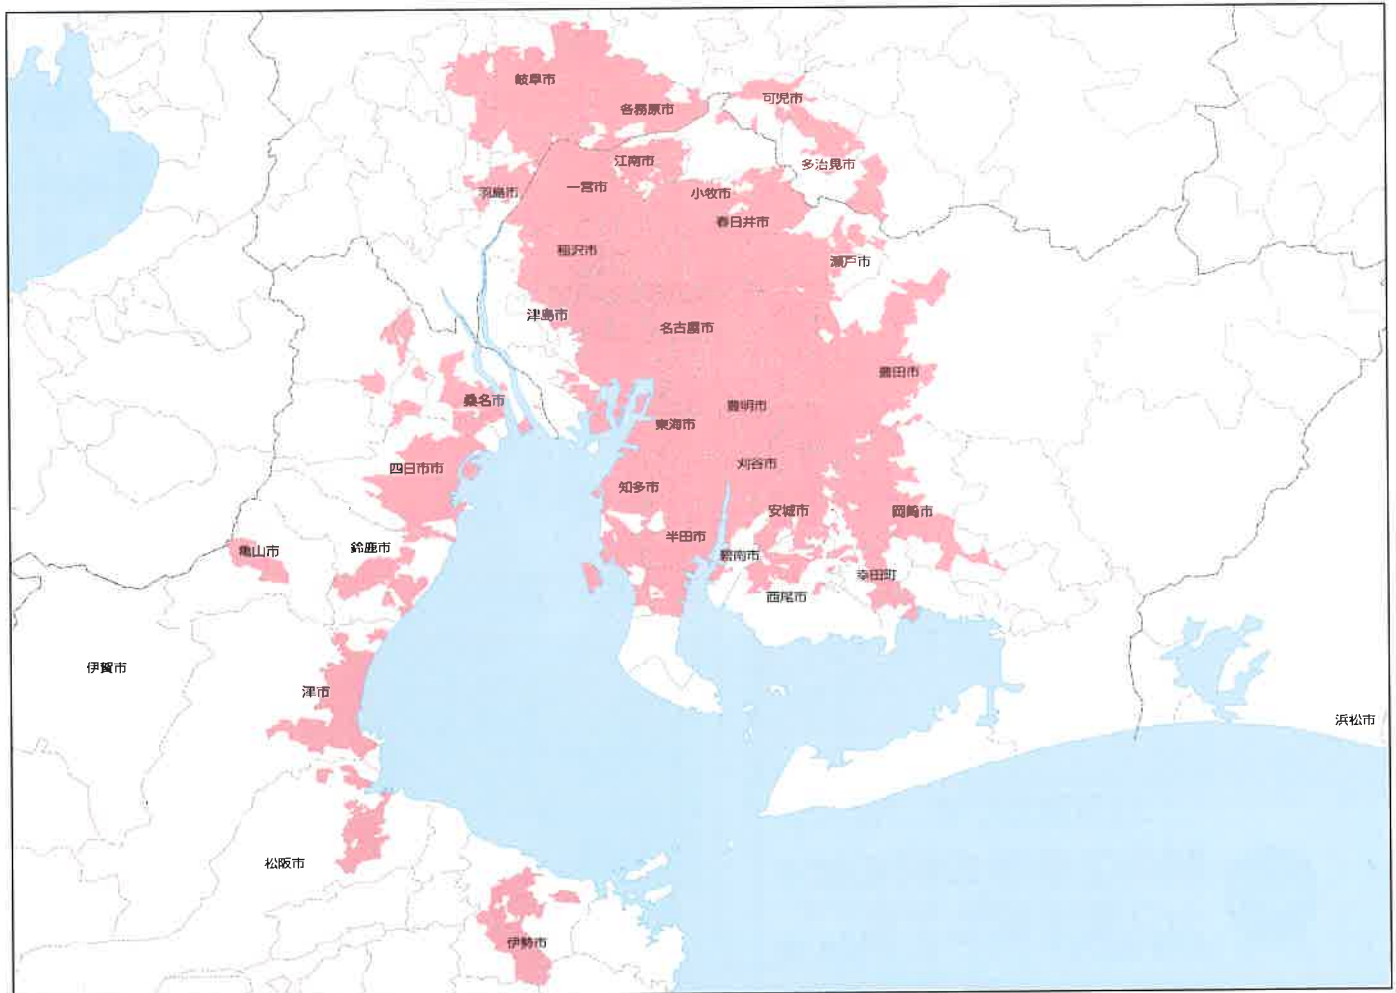 岐阜市
各務原市
可児市
江南市
多治見市
羽島市
一宮市
小牧市
春日井市
稲沢市
瀬戸市
津島市
名古屋市
豊田市
桑名市
豊明市
東海市
四日市市
刈谷市
知多市
安城市
岡崎市
半田市
亀山市
鈴鹿市
碧南市
幸田町
西尾市
伊賀市
津市
浜松市
松阪市
伊勢市